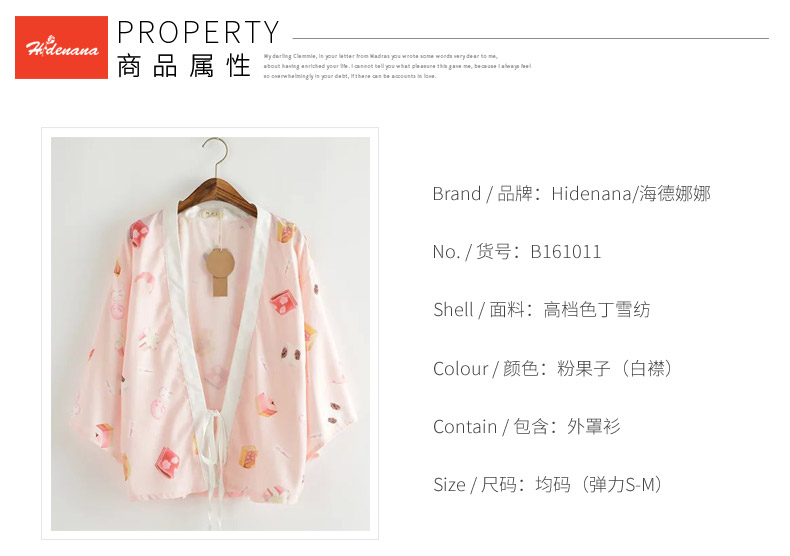 Hidenana
PROPERTY
商品属性
My darling Clemmie, in your letter from Madras you wrote some words very dear to me,
about having enriched your life. I cannot tell you what pleasure this gave me, because I always feel
so overwhelmingly in your debt, if there can be accounts in love.
Brand / 品牌：Hidenana/海德娜娜
No. / 货号：B161011
Shell / 面料：高档色丁雪纺
Colour / 颜色：粉果子（白襟）
Contain / 包含：外罩衫
Size / 尺码：均码（弹力S-M）